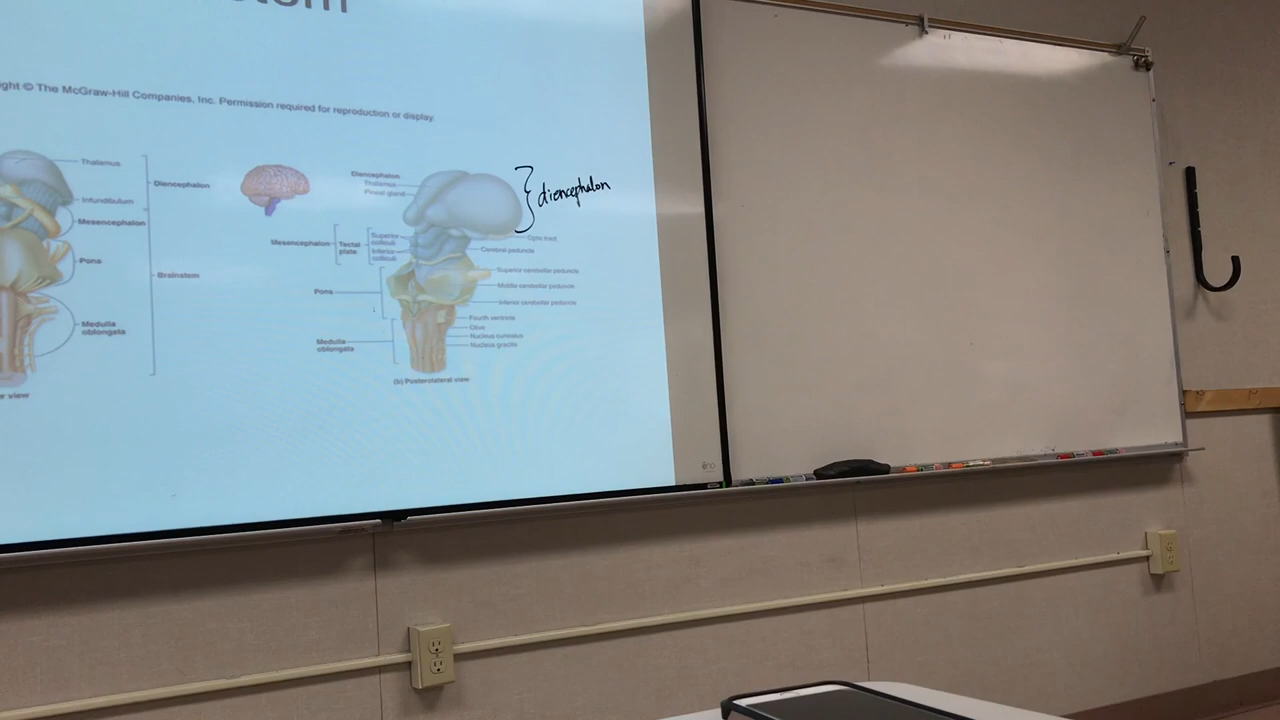 ght © The McGraw-Hill Companies, Inc. Permission required for reproduction or display.
Thalamus
Diencephalon
Infundibulum
Mesencephalon
Pons
Brainstem
Medulla
oblongata
r view
Diencephalon
Thalamus
Pineal gland
diencephalon
Mesencephalon
Tectal
plate
Superior
colliculi
Inferior
colliculi
Optic tract
Cerebral peduncle
Superior cerebellar peduncle
Pons
Middle cerebellar peduncle
Inferior cerebellar peduncle
Fourth ventricle
Olive
Medulla
oblongata
Nucleus cuneatus
Nucleus gracilis
(b) Posterolateral view
eno